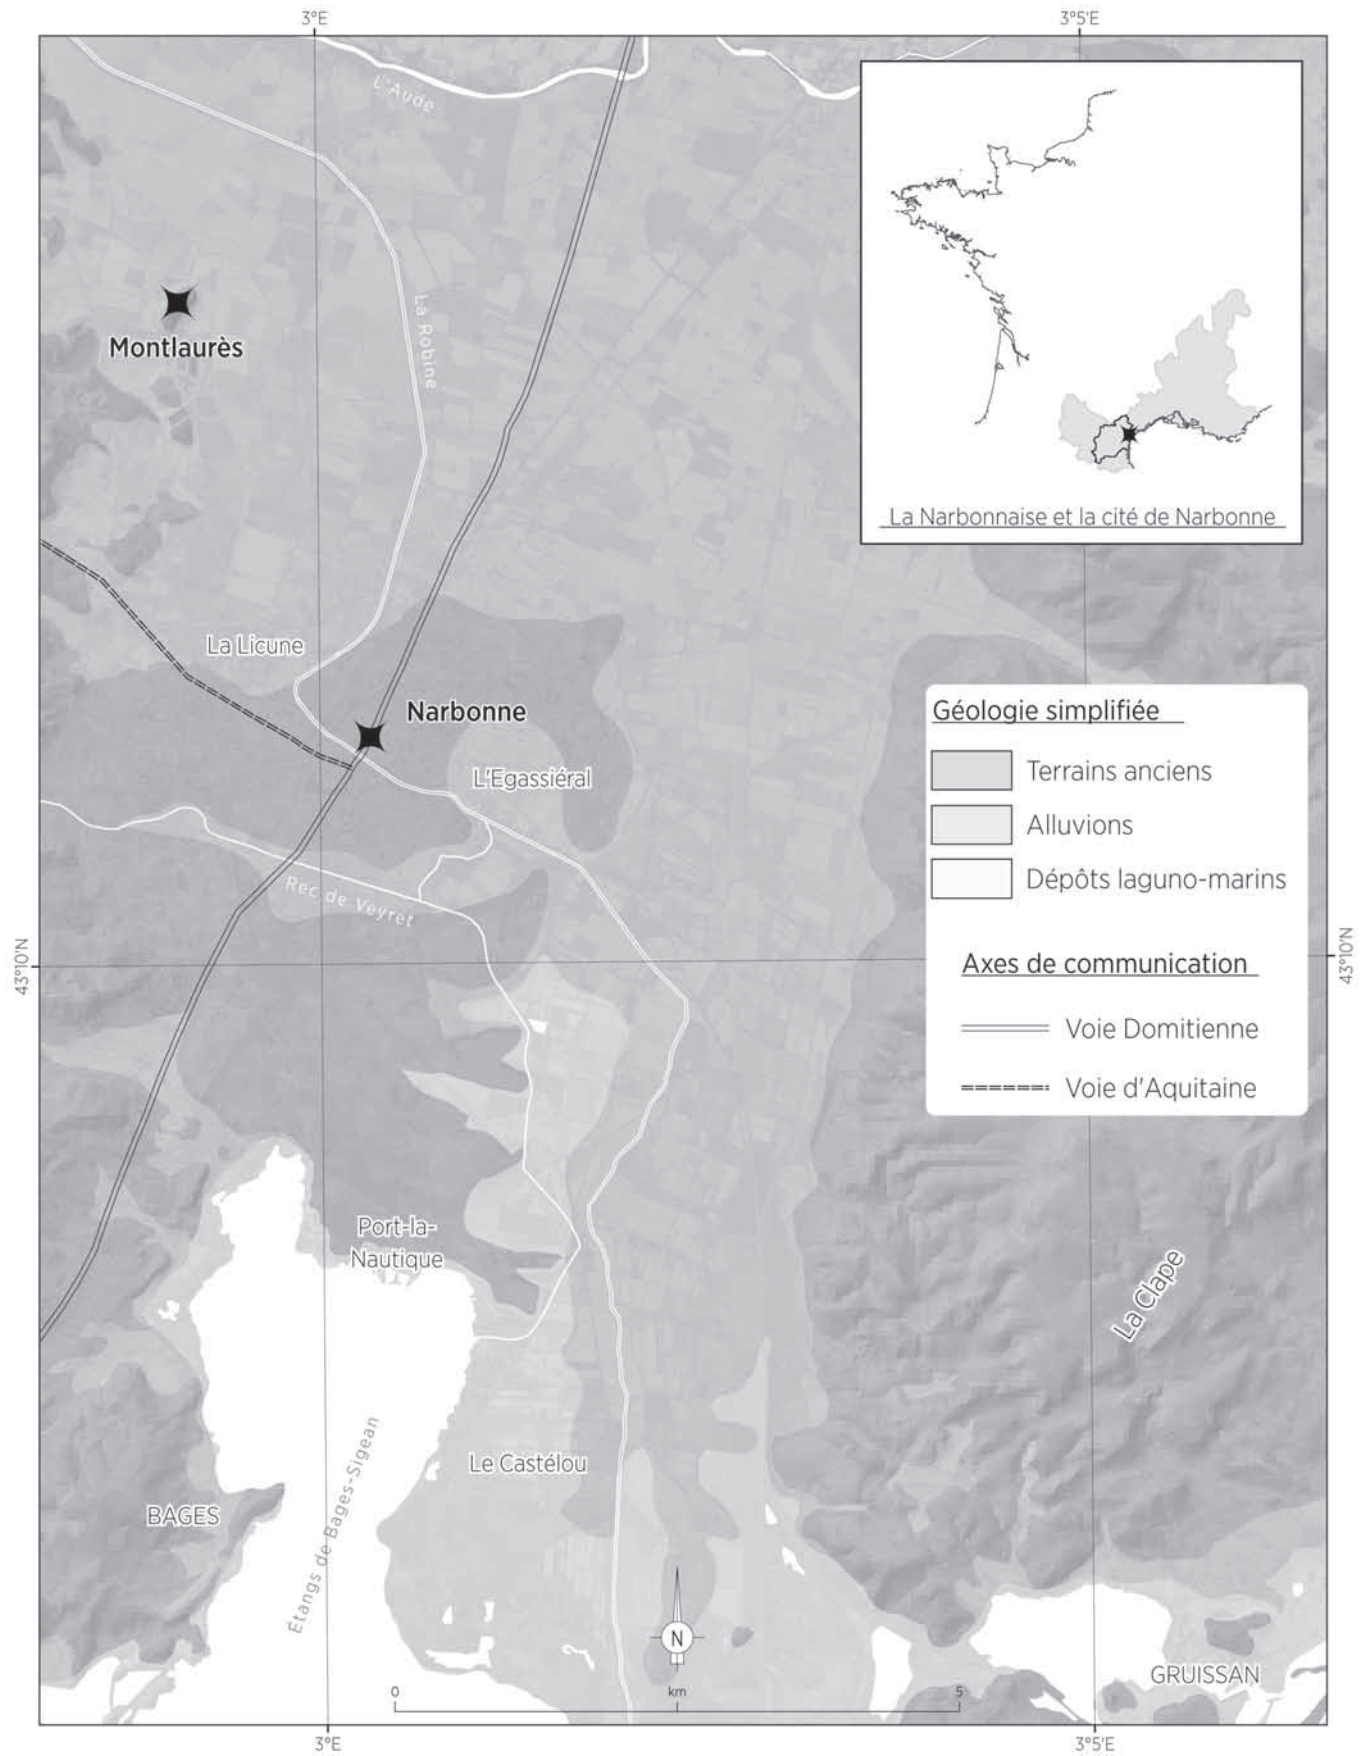 3°E
3°5'E
L'Aude
La Robine
Montlaurès
La Narbonnaise et la cité de Narbonne
La Licune
Narbonne
L'Egassiéral
Géologie simplifiée
Terrains anciens
Alluvions
Dépôts laguno-marins
Rec de Veyret
43°10'N
43°10'N
Axes de communication
Voie Domitienne
Voie d'Aquitaine
Port-la-
Nautique
La Clape
Le Castélou
Étangs de Bages-Sigean
BAGES
N
GRUISSAN
0
km
5
3°E
3°5'E